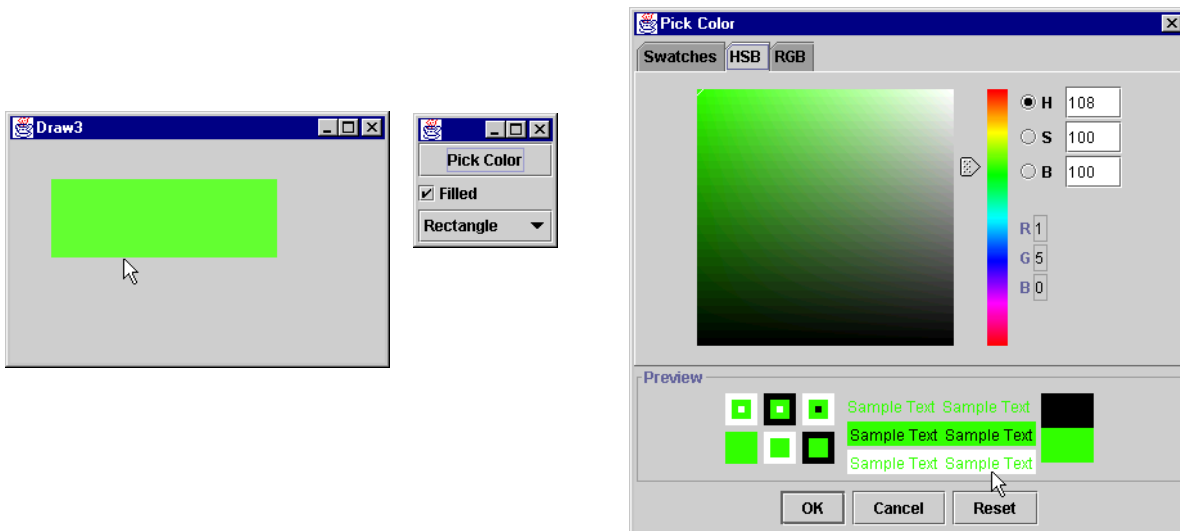 Draw3
Pick Color
Filled
Rectangle
Pick Color
Swatches HSB RGB
H 108
S 100
B 100
R 1
G 5
B 0
Preview
Sample Text Sample Text
Sample Text Sample Text
Sample Text Sample Text
OK Cancel Reset